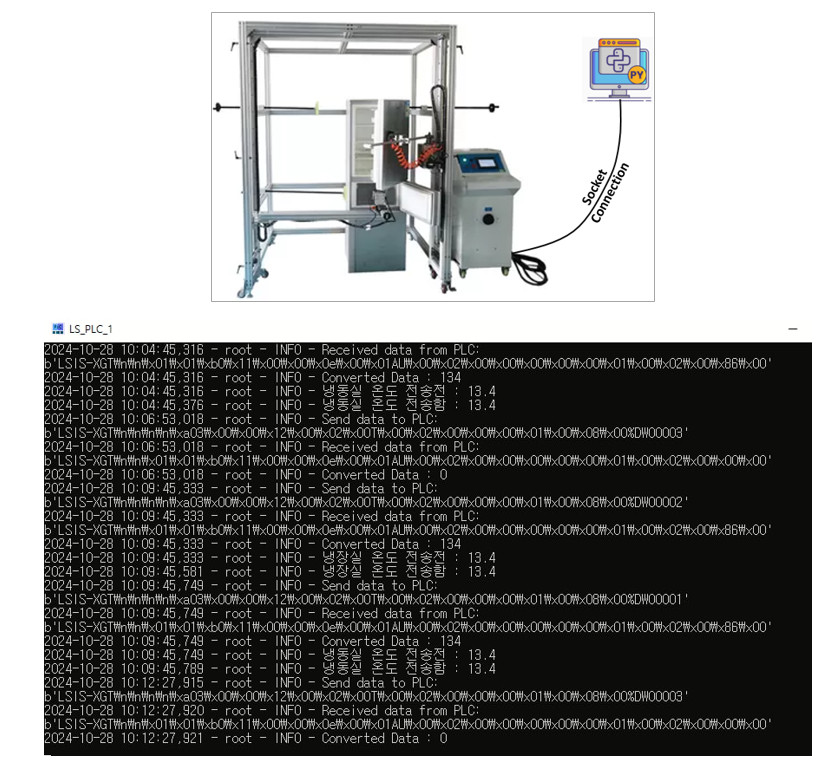 PY
Socket
Connection
LS_PLC_1
2024-10-28 10:04:45,316 - root - INFO - Received data from PLC:
b'LSIS-XGT₩n₩n₩x01₩x01₩xb0₩x11₩x00₩x00₩x0e₩x00₩x01AU₩x00₩x02₩x00₩x00₩x00₩x00₩x00₩x01₩x00₩x02₩x00₩x86₩x00'
2024-10-28 10:04:45,316 - root - INFO - Converted Data : 134
2024-10-28 10:04:45,316 - root - INFO - 냉동실 온도 전송전 : 13.4
2024-10-28 10:04:45,376 - root - INFO - 냉동실 온도 전송함 : 13.4
2024-10-28 10:06:53,018 - root - INFO - Send data to PLC:
b'LSIS-XGT₩n₩n₩n₩n₩xa03₩x00₩x00₩x12₩x00₩x02₩x00T₩x00₩x02₩x00₩x00₩x00₩x01₩x00₩x08₩x00%DW00003'
2024-10-28 10:06:53,018 - root - INFO - Received data from PLC:
b'LSIS-XGT₩n₩n₩x01₩x01₩xb0₩x11₩x00₩x00₩x0e₩x00₩x01AU₩x00₩x02₩x00₩x00₩x00₩x00₩x00₩x01₩x00₩x02₩x00₩x00₩x00'
2024-10-28 10:06:53,018 - root - INFO - Converted Data : 0
2024-10-28 10:09:45,333 - root - INFO - Send data to PLC:
b'LSIS-XGT₩n₩n₩n₩n₩xa03₩x00₩x00₩x12₩x00₩x02₩x00T₩x00₩x02₩x00₩x00₩x00₩x01₩x00₩x08₩x00%DW00002'
2024-10-28 10:09:45,333 - root - INFO - Received data from PLC:
b'LSIS-XGT₩n₩n₩x01₩x01₩xb0₩x11₩x00₩x00₩x0e₩x00₩x01AU₩x00₩x02₩x00₩x00₩x00₩x00₩x00₩x01₩x00₩x02₩x00₩x86₩x00'
2024-10-28 10:09:45,333 - root - INFO - Converted Data : 134
2024-10-28 10:09:45,333 - root - INFO - 냉장실 온도 전송전 : 13.4
2024-10-28 10:09:45,581 - root - INFO - 냉장실 온도 전송함 : 13.4
2024-10-28 10:09:45,749 - root - INFO - Send data to PLC:
b'LSIS-XGT₩n₩n₩n₩n₩xa03₩x00₩x00₩x12₩x00₩x02₩x00T₩x00₩x02₩x00₩x00₩x00₩x01₩x00₩x08₩x00%DW00001'
2024-10-28 10:09:45,749 - root - INFO - Received data from PLC:
b'LSIS-XGT₩n₩n₩x01₩x01₩xb0₩x11₩x00₩x00₩x0e₩x00₩x01AU₩x00₩x02₩x00₩x00₩x00₩x00₩x00₩x01₩x00₩x02₩x00₩x86₩x00'
2024-10-28 10:09:45,749 - root - INFO - Converted Data : 134
2024-10-28 10:09:45,749 - root - INFO - 냉동실 온도 전송전 : 13.4
2024-10-28 10:09:45,789 - root - INFO - 냉동실 온도 전송함 : 13.4
2024-10-28 10:12:27,915 - root - INFO - Send data to PLC:
b'LSIS-XGT₩n₩n₩n₩n₩xa03₩x00₩x00₩x12₩x00₩x02₩x00T₩x00₩x02₩x00₩x00₩x00₩x01₩x00₩x08₩x00%DW00003'
2024-10-28 10:12:27,920 - root - INFO - Received data from PLC:
b'LSIS-XGT₩n₩n₩x01₩x01₩xb0₩x11₩x00₩x00₩x0e₩x00₩x01AU₩x00₩x02₩x00₩x00₩x00₩x00₩x00₩x01₩x00₩x02₩x00₩x00₩x00'
2024-10-28 10:12:27,921 - root - INFO - Converted Data : 0